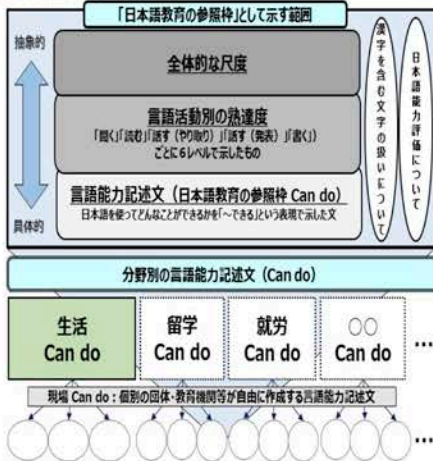 「日本語教育の参照枠」として示す範囲
抽象的
具体的
全体的な尺度
言語活動別の熟達度
「聞く」「読む」「話す（やり取り）」「話す（発表）」「書く」）
ごとに6レベルで示したもの
言語能力記述文（日本語教育の参照枠 Can do）
日本語を使ってどんなことができるかを「～できる」という表現で示した文
漢字を含む文字の扱いについて
日本語能力評価について
分野別の言語能力記述文（Can do）
生活
Can do
留学
Can do
就労
Can do
○○
Can do
…
現場 Can do：個別の団体・教育機関等が自由に作成する言語能力記述文
…